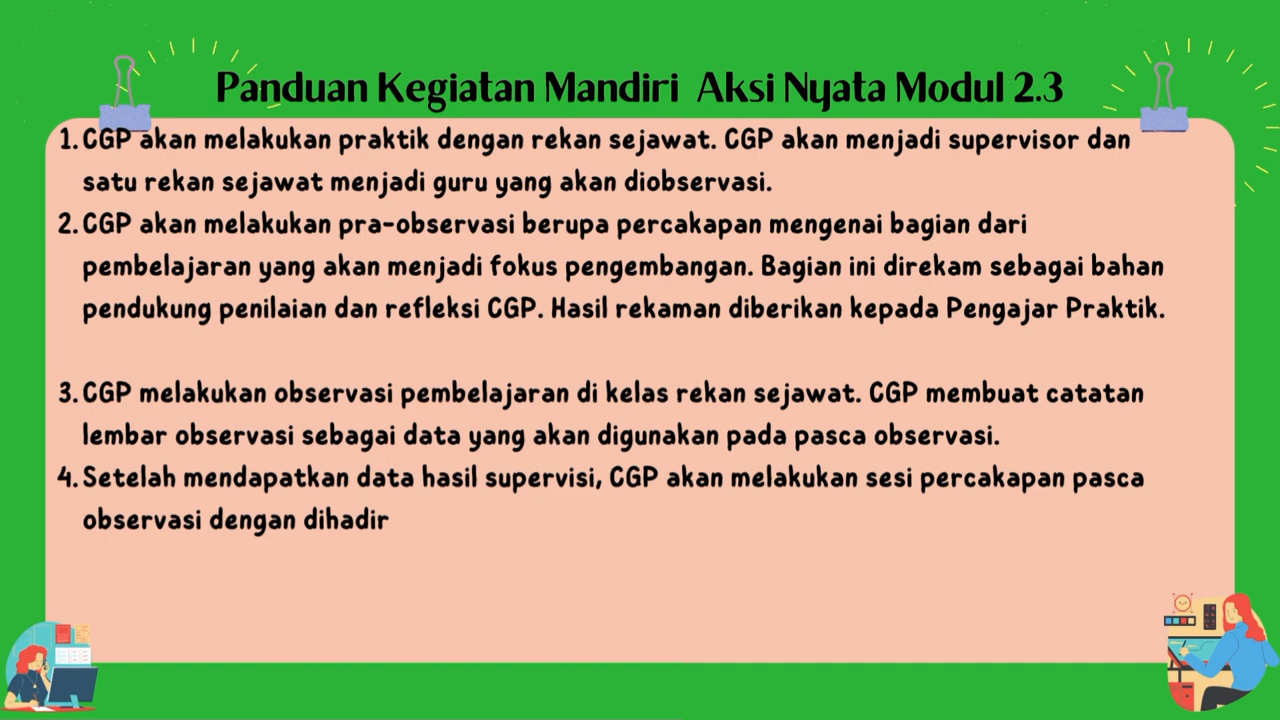 Panduan Kegiatan Mandiri Aksi Nyata Modul 2.3
1. CGP akan melakukan praktik dengan rekan sejawat. CGP akan menjadi supervisor dan
satu rekan sejawat menjadi guru yang akan diobservasi.
2. CGP akan melakukan pra-observasi berupa percakapan mengenai bagian dari
pembelajaran yang akan menjadi fokus pengembangan. Bagian ini direkam sebagai bahan
pendukung penilaian dan refleksi CGP. Hasil rekaman diberikan kepada Pengajar Praktik.
3. CGP melakukan observasi pembelajaran di kelas rekan sejawat. CGP membuat catatan
lembar observasi sebagai data yang akan digunakan pada pasca observasi.
4. Setelah mendapatkan data hasil supervisi, CGP akan melakukan sesi percakapan pasca
observasi dengan dihadir